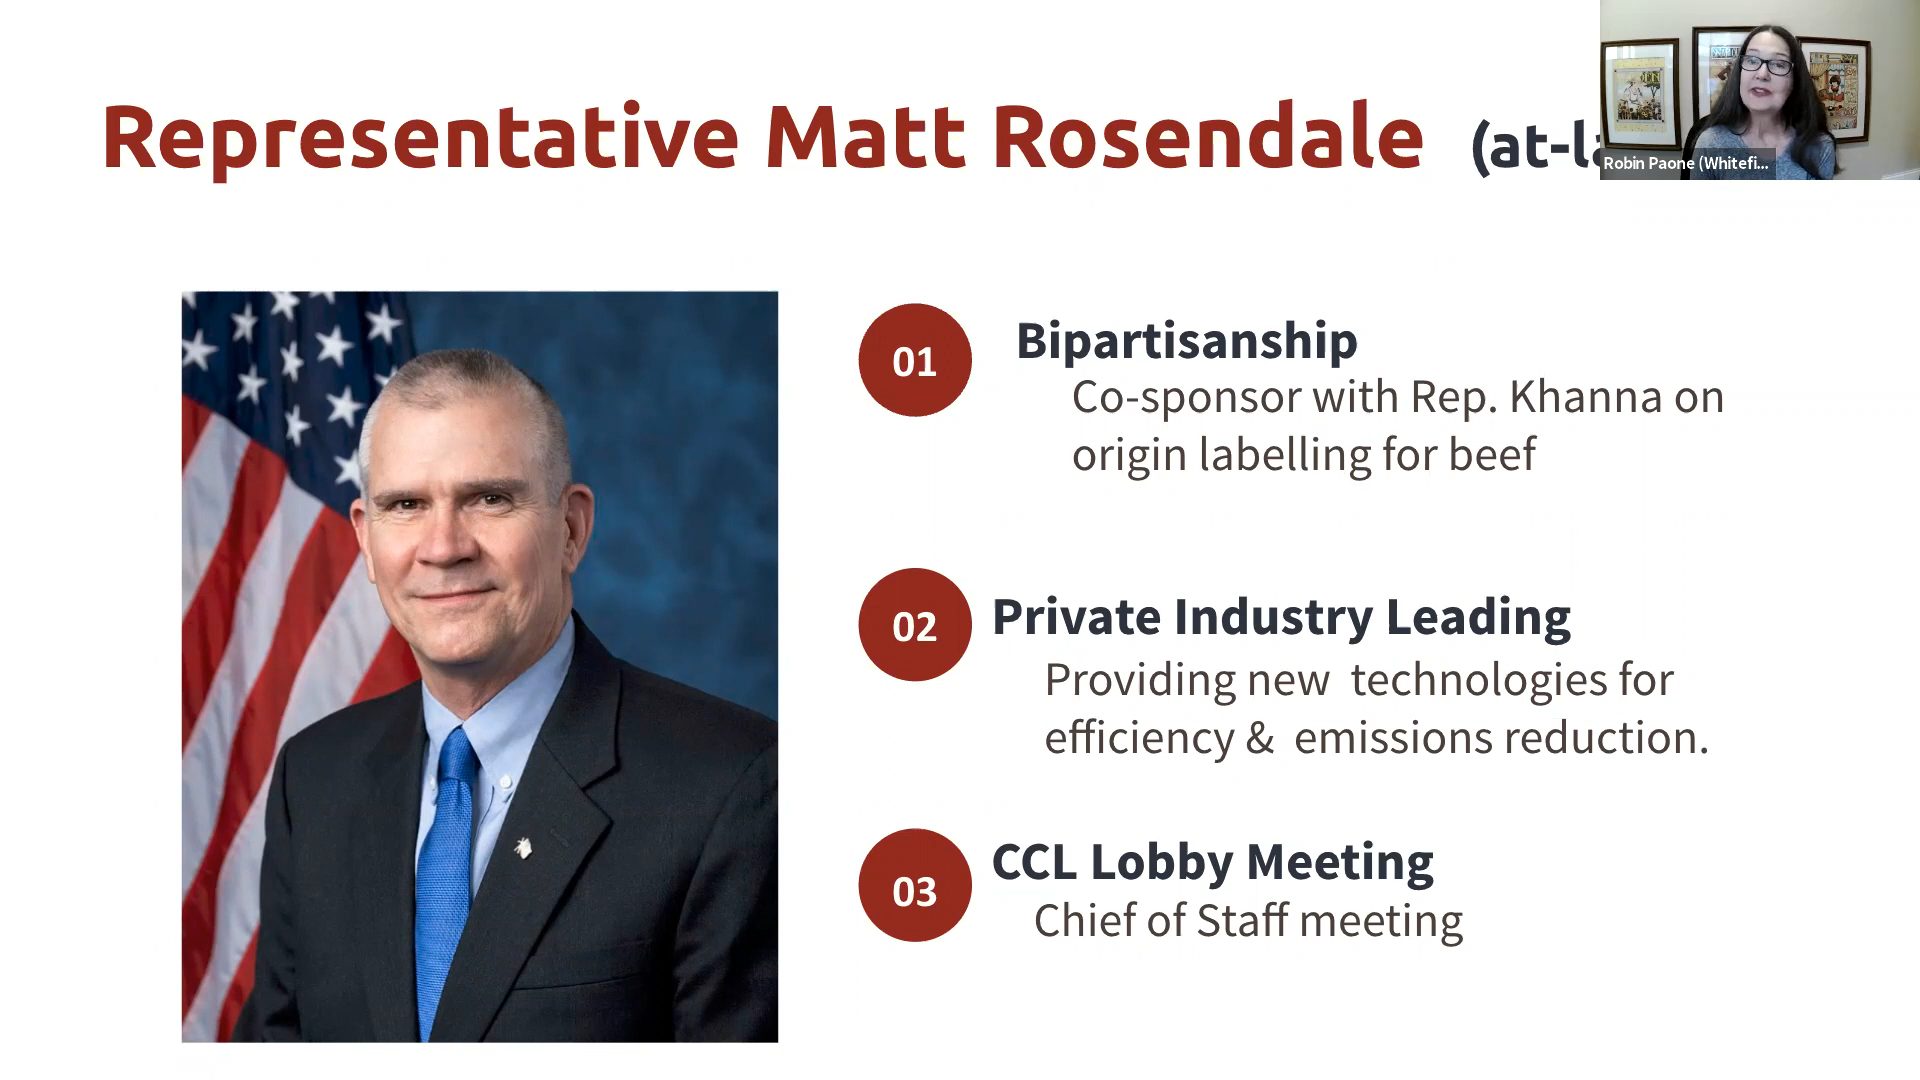 Representative Matt Rosendale (at-la
Robin Paone (Whitefi...
01 Bipartisanship
Co-sponsor with Rep. Khanna on
origin labelling for beef
02 Private Industry Leading
Providing new technologies for
efficiency & emissions reduction.
03 CCL Lobby Meeting
Chief of Staff meeting